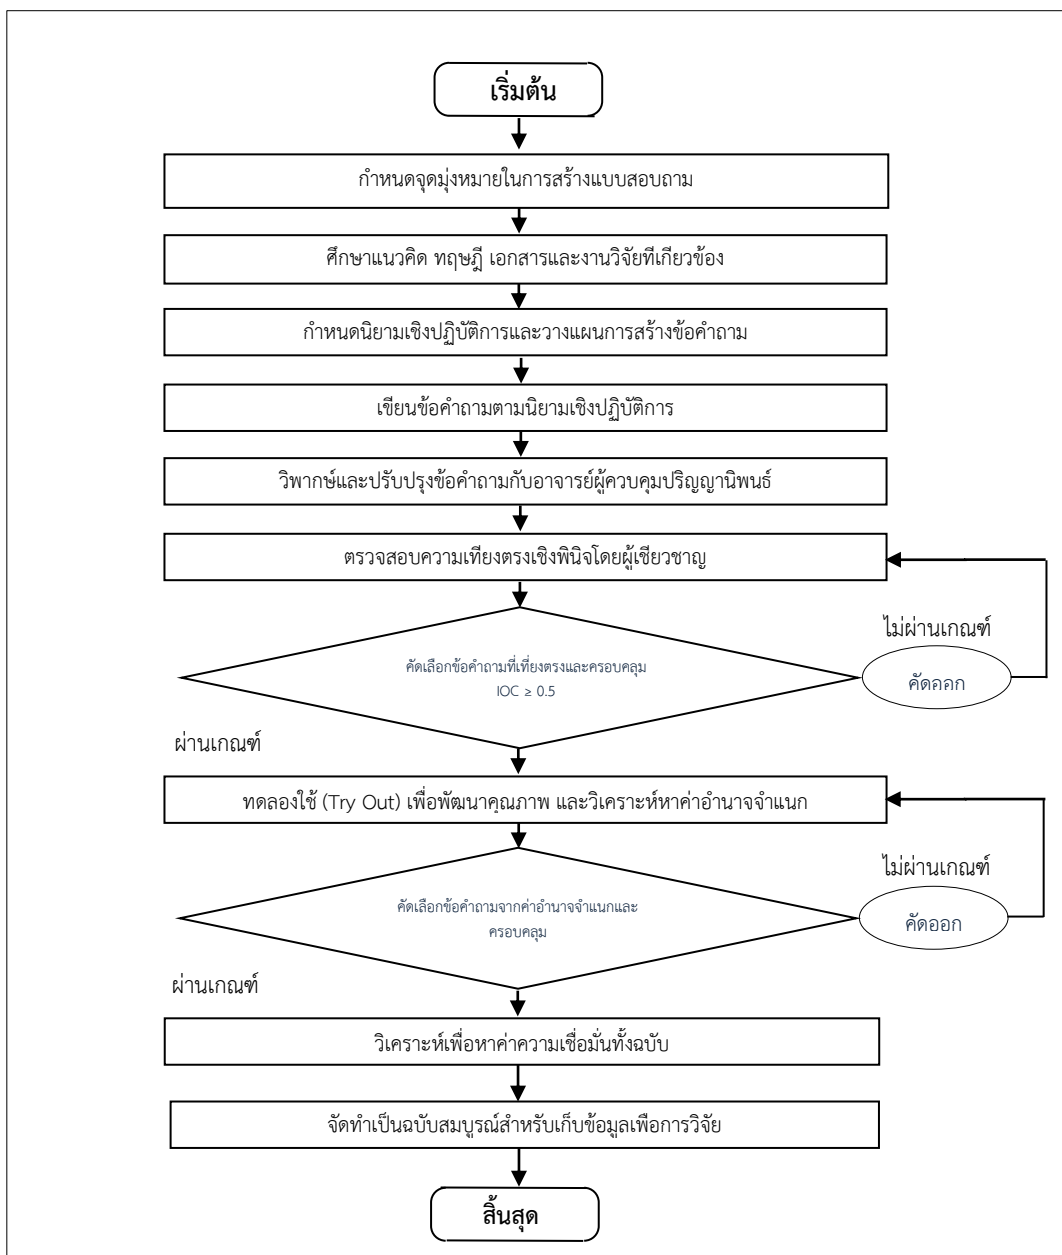 เริ่มต้น
กำหนดจุดมุ่งหมายในการสร้างแบบสอบถาม
ศึกษาแนวคิด ทฤษฎี เอกสารและงานวิจัยทีเกียวข้อง
กำหนดนิยามเชิงปฏิบัติการและวางแผนการสร้างข้อคำถาม
เขียนข้อคำถามตามนิยามเชิงปฏิบัติการ
วิพากษ์และปรับปรุงข้อคำถามกับอาจารย์ผู้ควบคุมปริญญานิพนธ์
ตรวจสอบความเทียงตรงเชิงพินิจโดยผู้เชียวชาญ
ไม่ผ่านเกณฑ์
คัดเลือกข้อคำถามที่เที่ยงตรงและครอบคลุม
IOC ≥ 0.5
คัดออก
ผ่านเกณฑ์
ทดลองใช้ (Try Out) เพื่อพัฒนาคุณภาพ และวิเคราะห์หาค่าอำนาจจำแนก
ไม่ผ่านเกณฑ์
คัดเลือกข้อคำถามจากค่าอำนาจจำแนกและ
ครอบคลุม
คัดออก
ผ่านเกณฑ์
วิเคราะห์เพื่อหาค่าความเชื่อมั่นทั้งฉบับ
จัดทำเป็นฉบับสมบูรณ์สำหรับเก็บข้อมูลเพือการวิจัย
สิ้นสุด